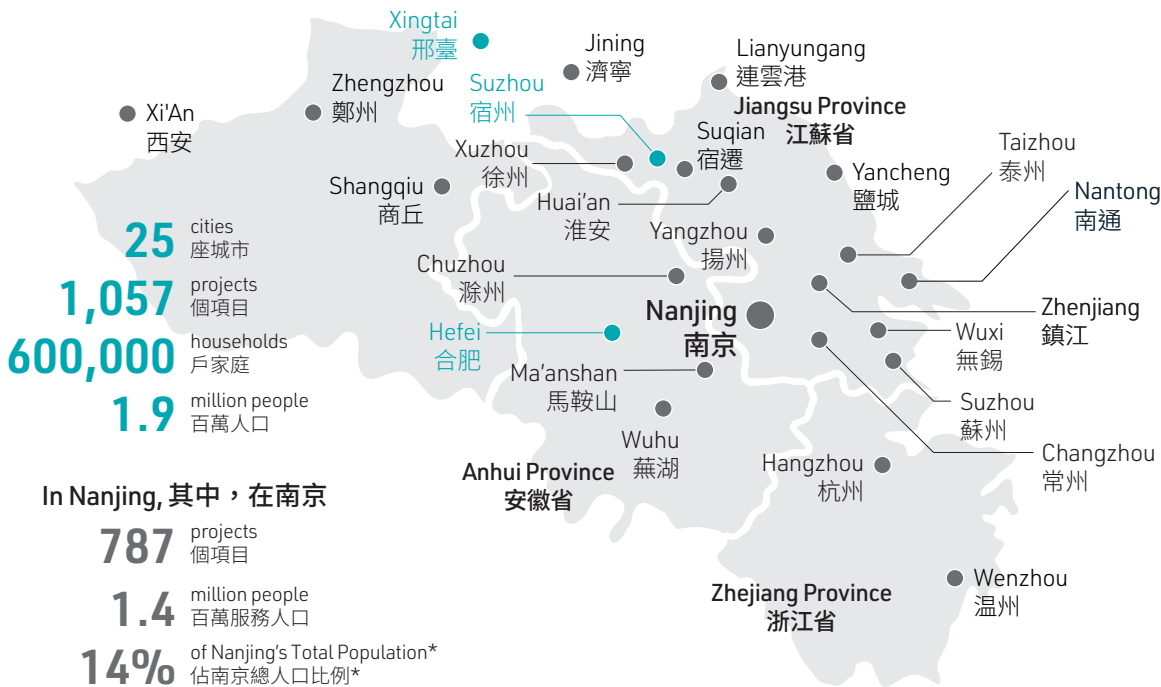 Xingtai
邢臺
Jining
濟寧
Lianyungang
連雲港
Zhengzhou
鄭州
Suzhou
宿州
Jiangsu Province
江蘇省
Xi'An
西安
Suqian
宿遷
Taizhou
泰州
Xuzhou
徐州
Yancheng
鹽城
Shangqiu
商丘
Nantong
南通
Huai'an
淮安
Yangzhou
揚州
25 cities
座城市
Chuzhou
滁州
1,057 projects
個項目
Nanjing
南京
Zhenjiang
鎮江
Hefei
合肥
Wuxi
無錫
600,000 households
戶家庭
Ma'anshan
馬鞍山
1.9 million people
百萬人口
Suzhou
蘇州
Wuhu
蕪湖
Changzhou
常州
Hangzhou
杭州
Anhui Province
安徽省
In Nanjing, 其中，在南京
787 projects
個項目
Wenzhou
温州
1.4 million people
百萬服務人口
Zhejiang Province
浙江省
14% of Nanjing's Total Population*
佔南京總人口比例*